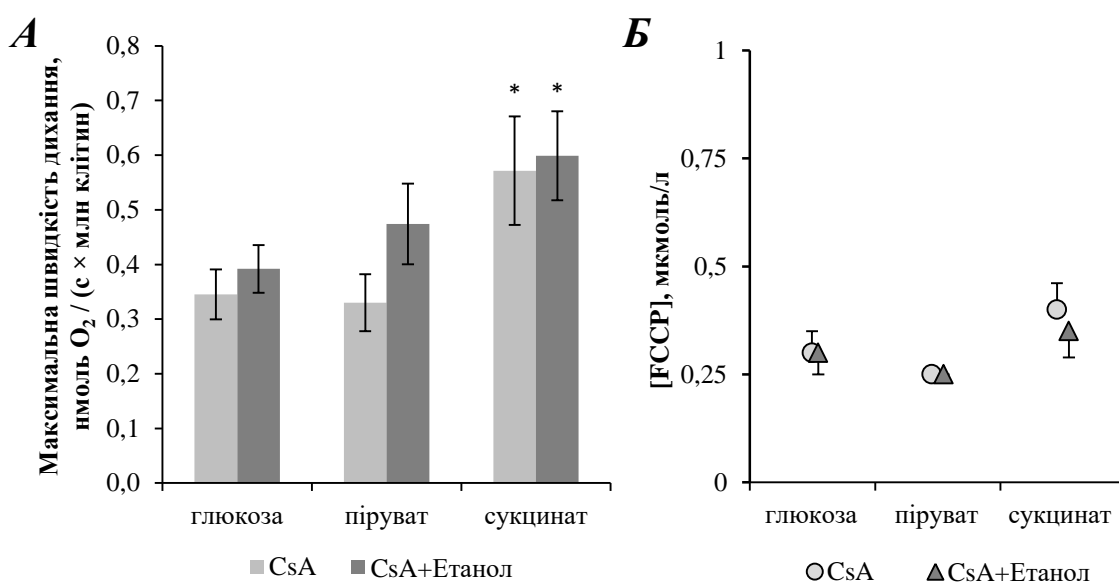 А
Максимальна швидкість дихання,
нмоль O₂ / (с × млн клітин)
0,8
0,7
0,6
0,5
0,4
0,3
0,2
0,1
0,0
* *
глюкоза піруват сукцинат
CsA CsA+Етанол
Б
[FCCP], мкмоль/л
1
0,75
0,5
0,25
0
глюкоза піруват сукцинат
CsA CsA+Етанол